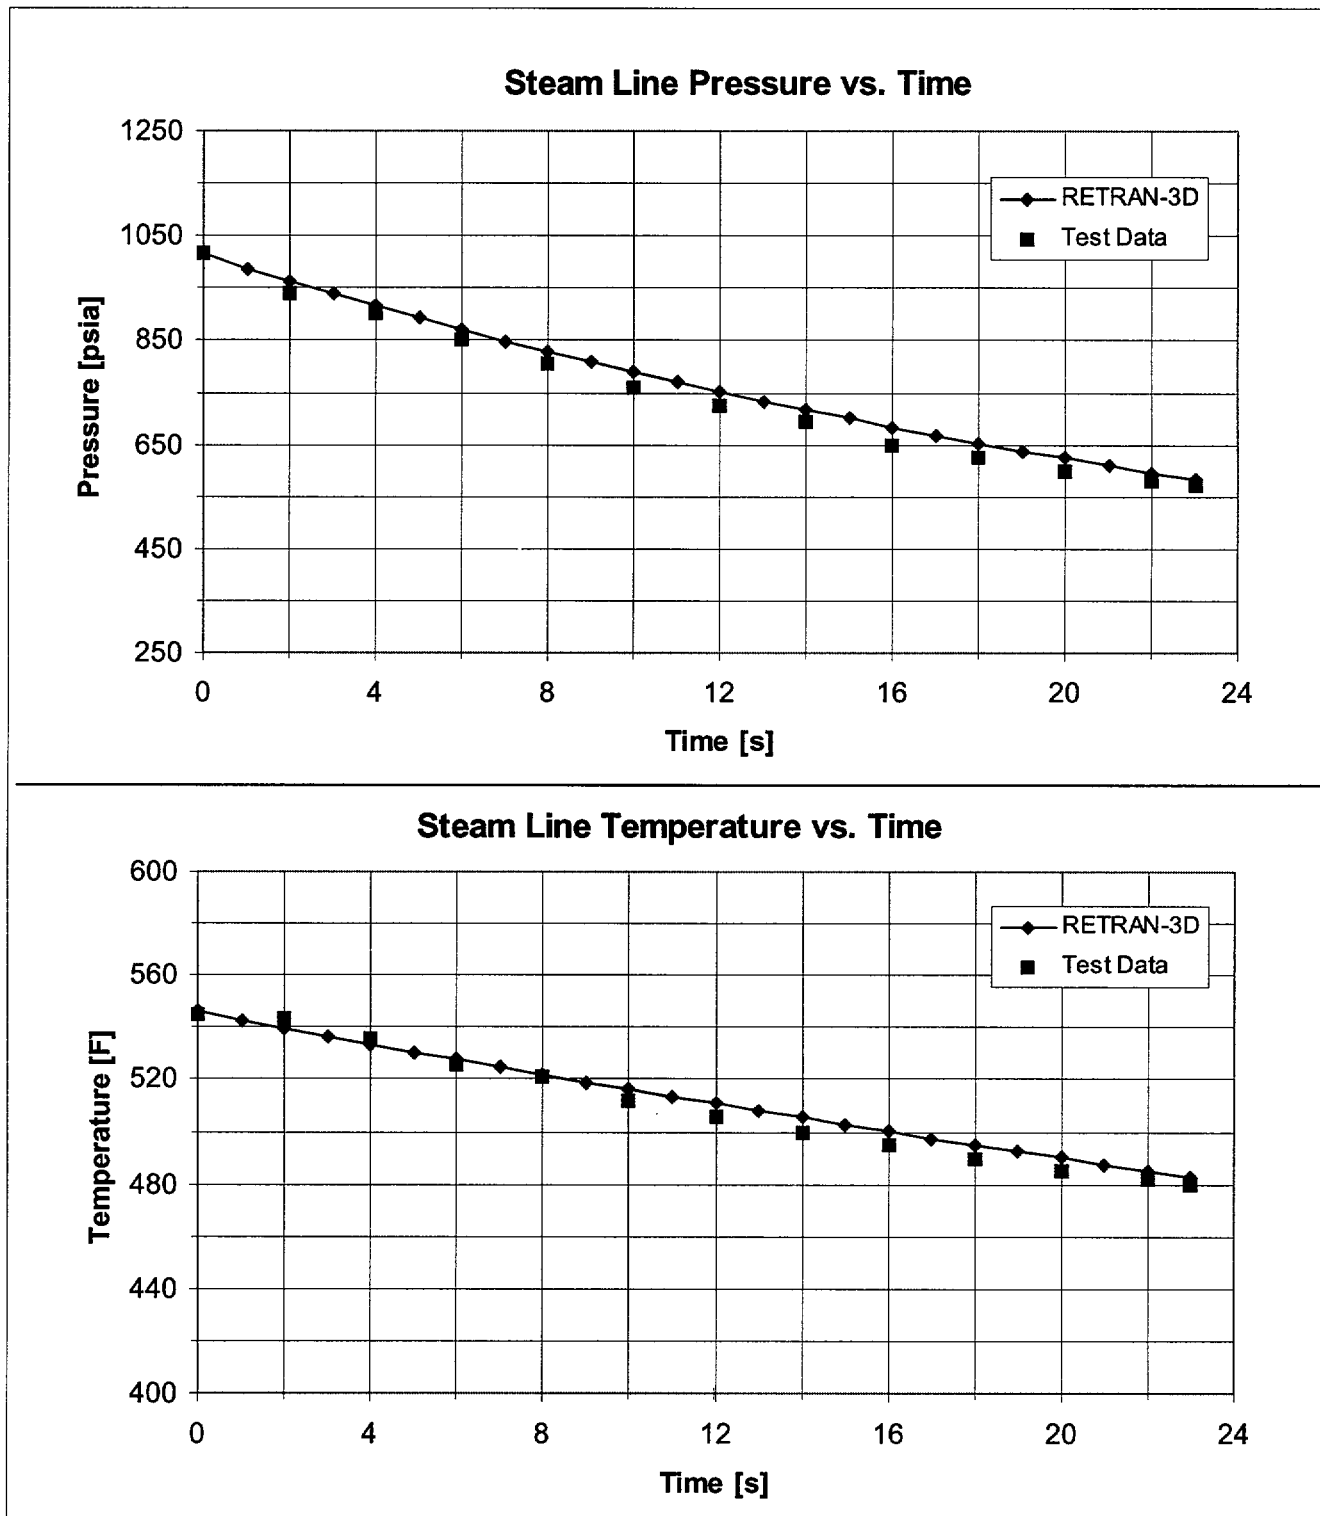 Steam Line Pressure vs. Time
1250
1050
850
650
450
250
Pressure [psia]
RETRAN-3D
Test Data
0 4 8 12 16 20 24
Time [s]
Steam Line Temperature vs. Time
600
560
520
480
440
400
Temperature [F]
RETRAN-3D
Test Data
0 4 8 12 16 20 24
Time [s]